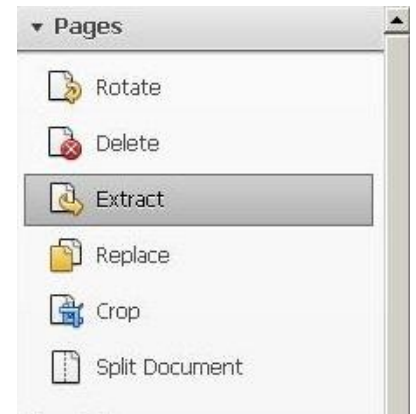 Pages
Rotate
Delete
Extract
Replace
Crop
Split Document